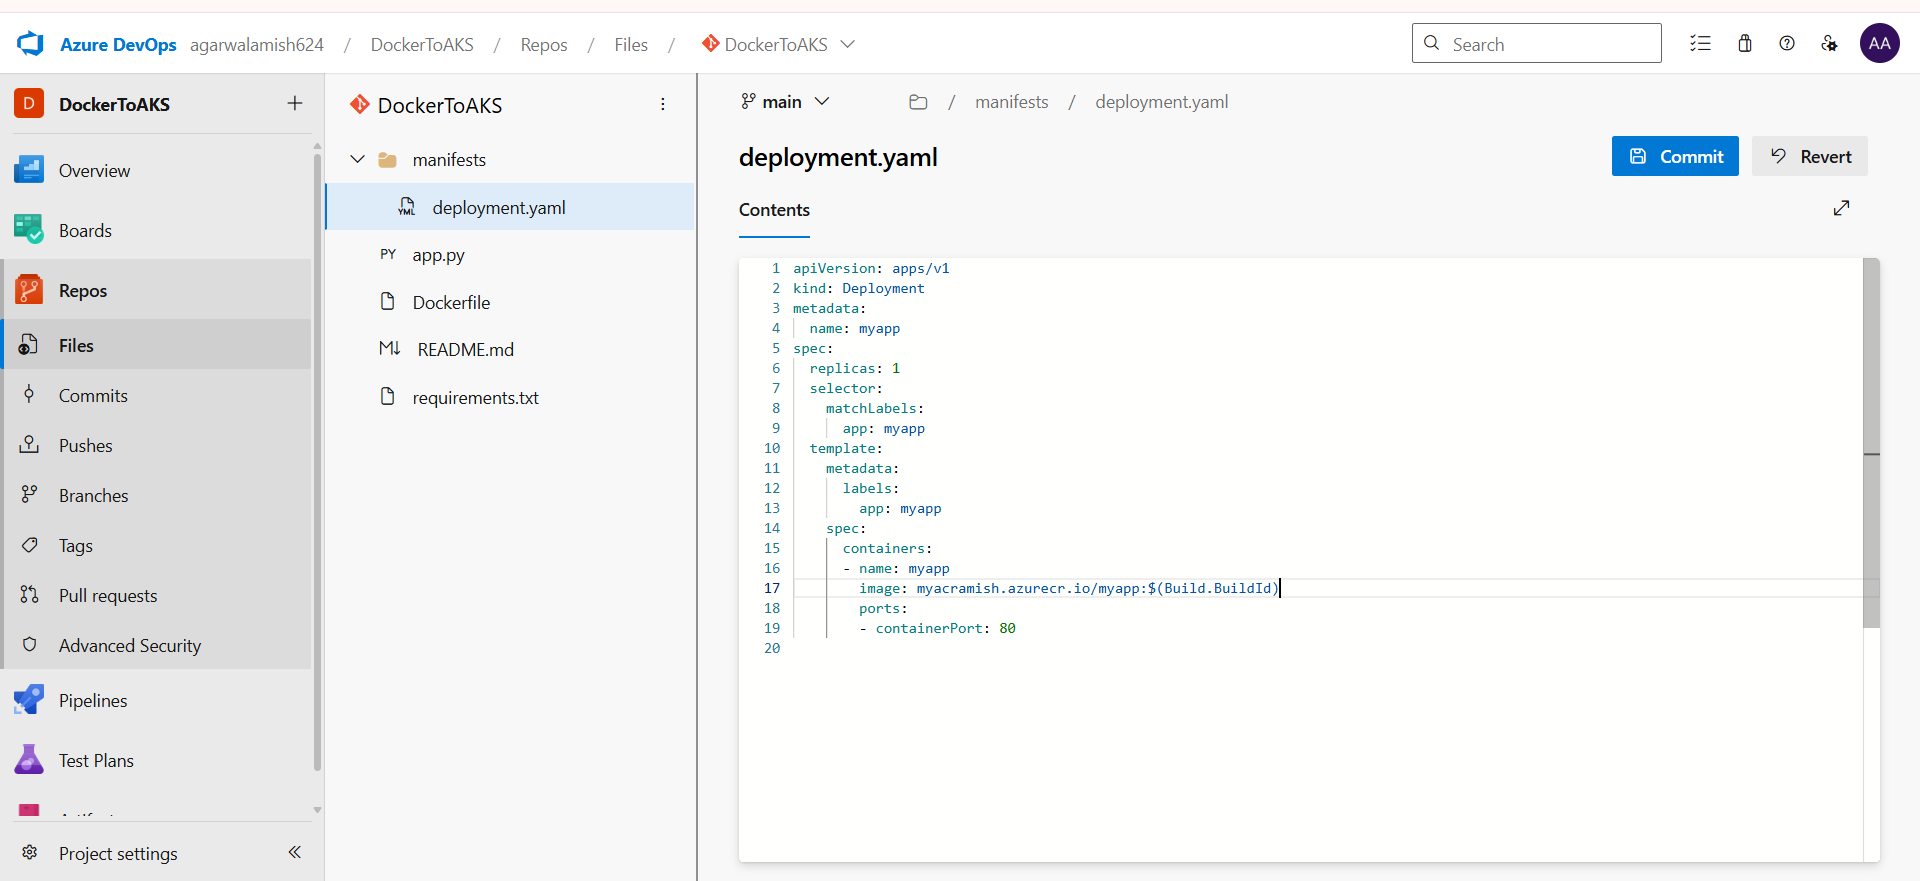 Azure DevOps agarwalamish624 / DockerToAKS / Repos / Files / DockerToAKS
Search
AA
D DockerToAKS
Overview
Boards
Repos
Files
Commits
Pushes
Branches
Tags
Pull requests
Advanced Security
Pipelines
Test Plans
Project settings
DockerToAKS
manifests
YML deployment.yaml
PY app.py
Dockerfile
M↓ README.md
requirements.txt
main
/ manifests / deployment.yaml
deployment.yaml
Commit
Revert
Contents
1 apiVersion: apps/v1
2 kind: Deployment
3 metadata:
4   name: myapp
5 spec:
6   replicas: 1
7   selector:
8     matchLabels:
9       app: myapp
10   template:
11     metadata:
12       labels:
13         app: myapp
14     spec:
15       containers:
16       - name: myapp
17         image: myacramish.azurecr.io/myapp:$(Build.BuildId)
18         ports:
19         - containerPort: 80
20